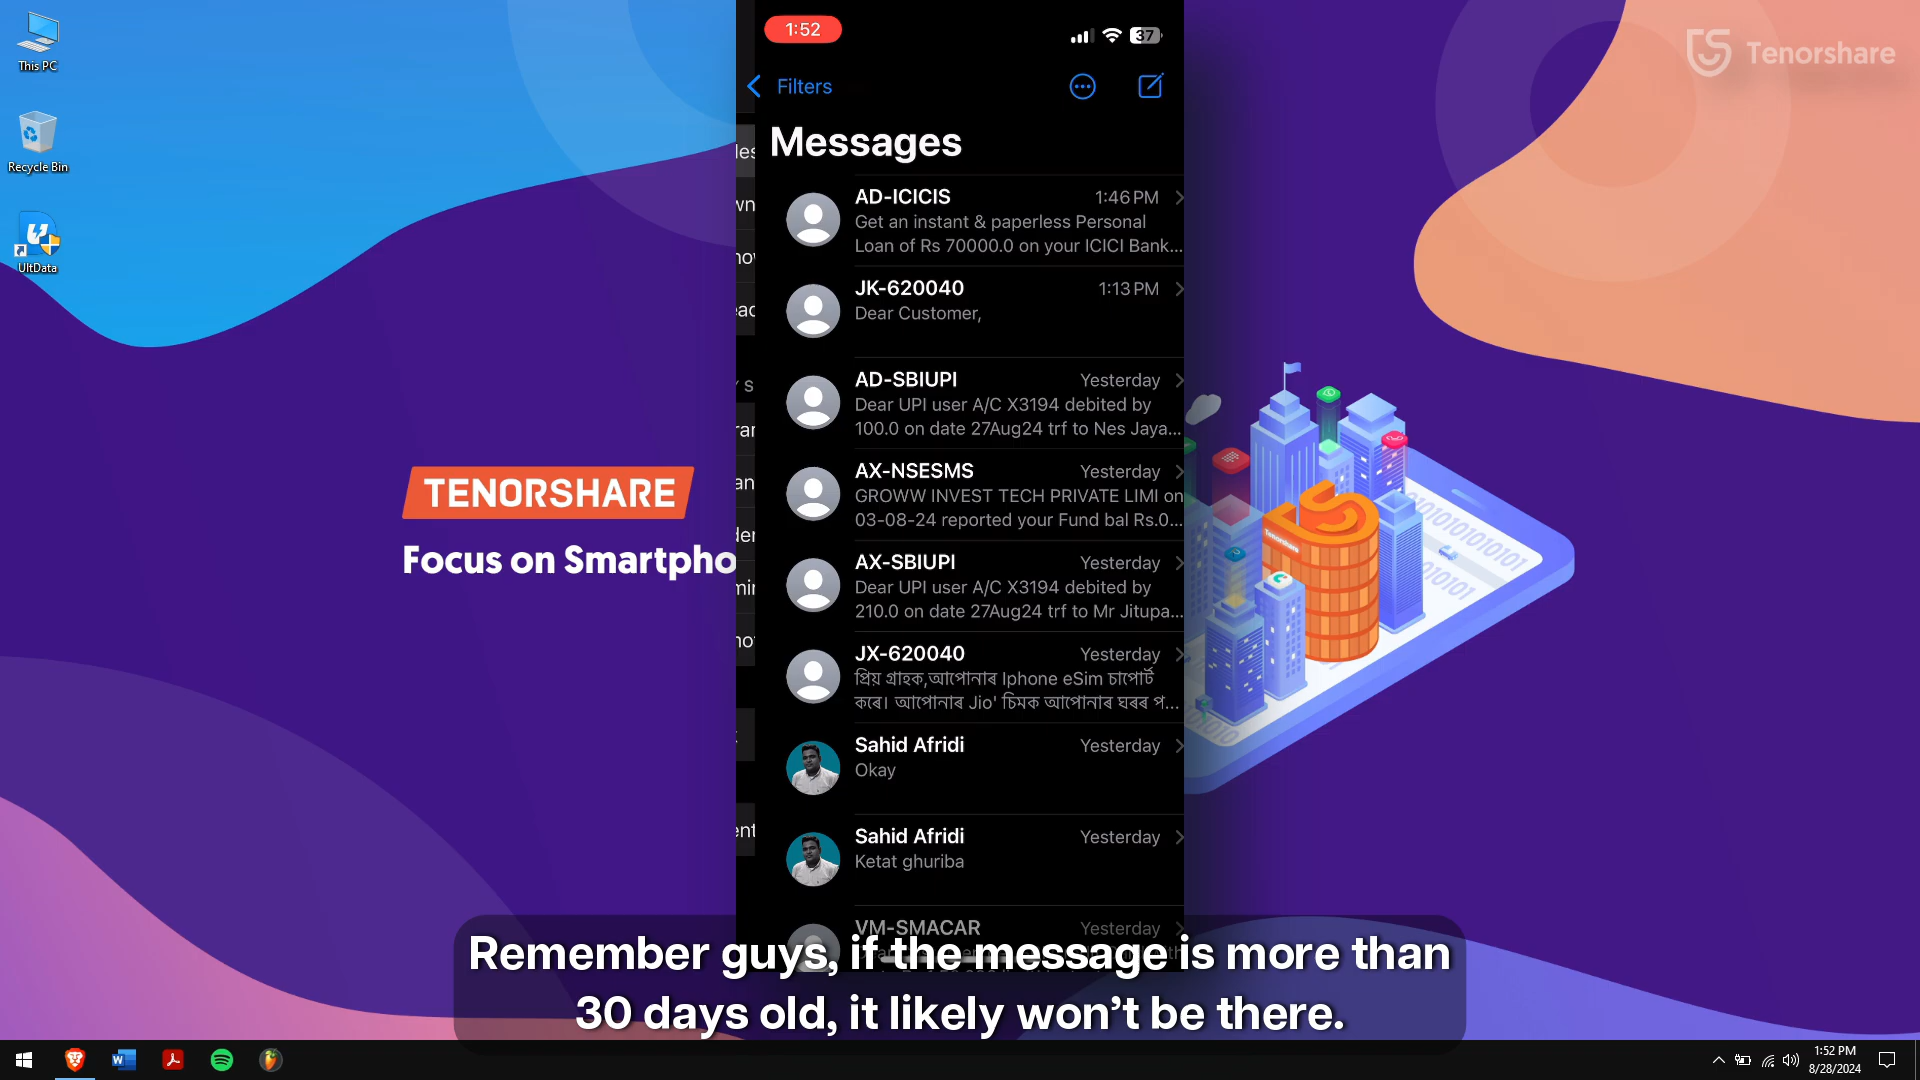 This PC
Recycle Bin
UltData
Tenorshare
TENORSHARE
Focus on Smartpho
1:52
37
Filters
Messages
AD-ICICIS 1:46 PM
Get an instant & paperless Personal
Loan of Rs 70000.0 on your ICICI Bank...
JK-620040 1:13 PM
Dear Customer,
AD-SBIUPI Yesterday
Dear UPI user A/C X3194 debited by
100.0 on date 27Aug24 trf to Nes Jaya...
AX-NSESMS Yesterday
GROWW INVEST TECH PRIVATE LIMI on
03-08-24 reported your Fund bal Rs.0...
AX-SBIUPI Yesterday
Dear UPI user A/C X3194 debited by
210.0 on date 27Aug24 trf to Mr Jitupa...
JX-620040 Yesterday
প্ৰিয় গ্ৰাহক,আপোনাৰ Iphone eSim চাপোৰ্ট
কৰে। আপোনাৰ Jio' চিমক আপোনাৰ ঘৰৰ প...
Sahid Afridi Yesterday
Okay
Sahid Afridi Yesterday
Ketat ghuriba
VM-SMACAR Yesterday
Remember guys, if the message is more than
30 days old, it likely won't be there.
Tenorshare
1:52 PM
8/28/2024